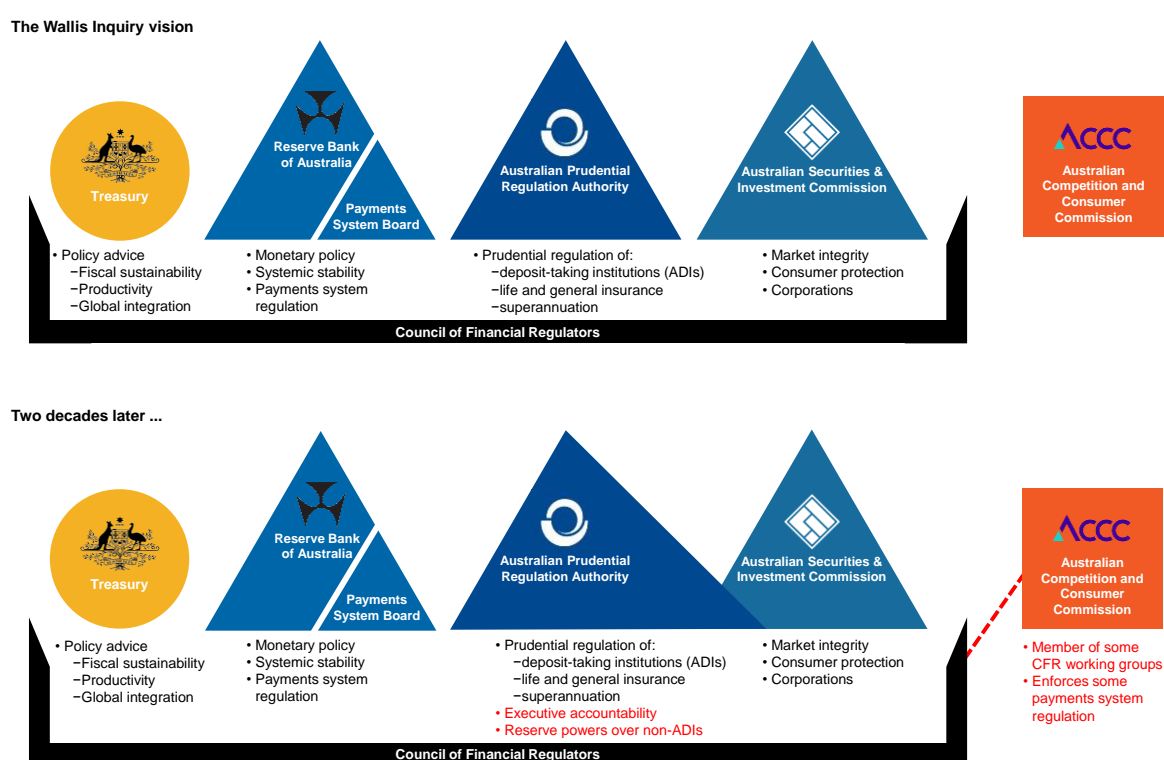 The Wallis Inquiry vision
Treasury
Reserve Bank
of Australia
Payments
System Board
Australian Prudential
Regulation Authority
Australian Securities &
Investment Commission
ACCC
Australian
Competition and
Consumer
Commission
• Policy advice
−Fiscal sustainability
−Productivity
−Global integration
• Monetary policy
• Systemic stability
• Payments system
regulation
• Prudential regulation of:
−deposit-taking institutions (ADIs)
−life and general insurance
−superannuation
• Market integrity
• Consumer protection
• Corporations
Council of Financial Regulators
Two decades later ...
Treasury
Reserve Bank
of Australia
Payments
System Board
Australian Prudential
Regulation Authority
Australian Securities &
Investment Commission
ACCC
Australian
Competition and
Consumer
Commission
• Policy advice
−Fiscal sustainability
−Productivity
−Global integration
• Monetary policy
• Systemic stability
• Payments system
regulation
• Prudential regulation of:
−deposit-taking institutions (ADIs)
−life and general insurance
−superannuation
• Executive accountability
• Reserve powers over non-ADIs
• Market integrity
• Consumer protection
• Corporations
• Member of some
CFR working groups
• Enforces some
payments system
regulation
Council of Financial Regulators